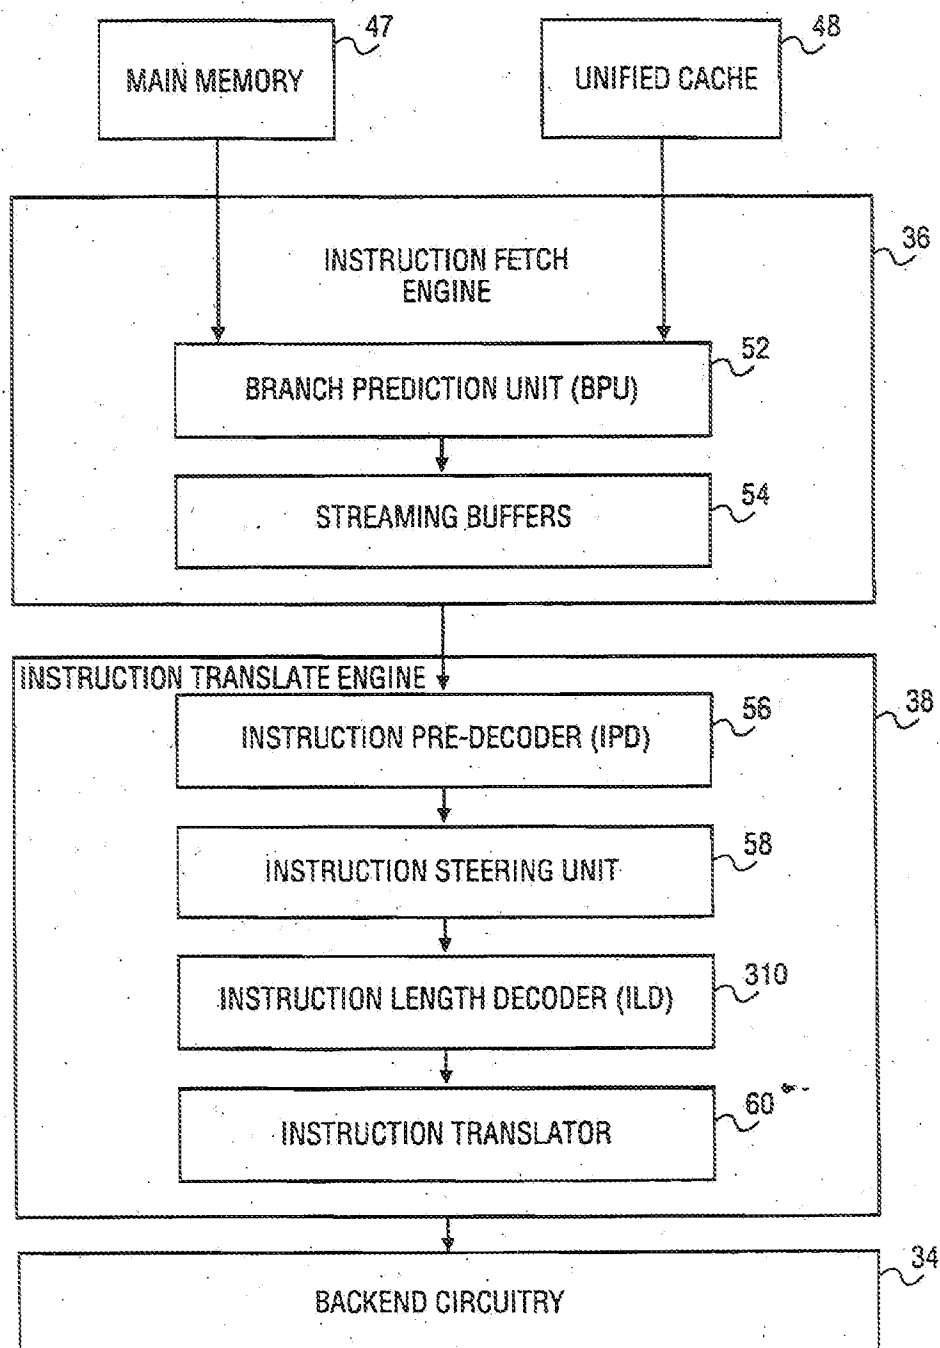 47
48
MAIN MEMORY
UNIFIED CACHE
36
INSTRUCTION FETCH
ENGINE
52
BRANCH PREDICTION UNIT (BPU)
54
STREAMING BUFFERS
INSTRUCTION TRANSLATE ENGINE
38
56
INSTRUCTION PRE-DECODER (IPD)
58
INSTRUCTION STEERING UNIT
310
INSTRUCTION LENGTH DECODER (ILD)
60
INSTRUCTION TRANSLATOR
34
BACKEND CIRCUITRY